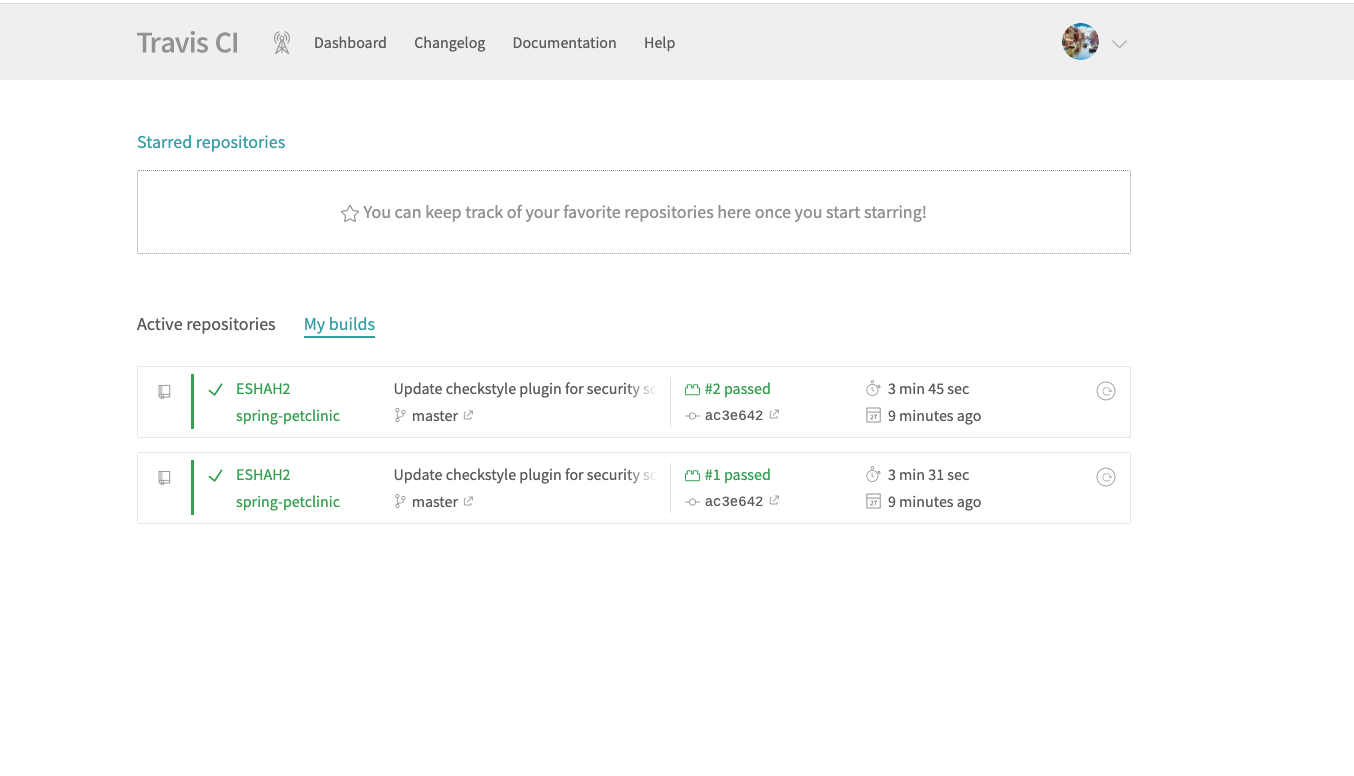 Travis CI Dashboard Changelog Documentation Help
Starred repositories
You can keep track of your favorite repositories here once you start starring!
Active repositories My builds
ESHAH2 Update checkstyle plugin for security #2 passed 3 min 45 sec
spring-petclinic master ac3e642 27 9 minutes ago
ESHAH2 Update checkstyle plugin for security #1 passed 3 min 31 sec
spring-petclinic master ac3e642 27 9 minutes ago